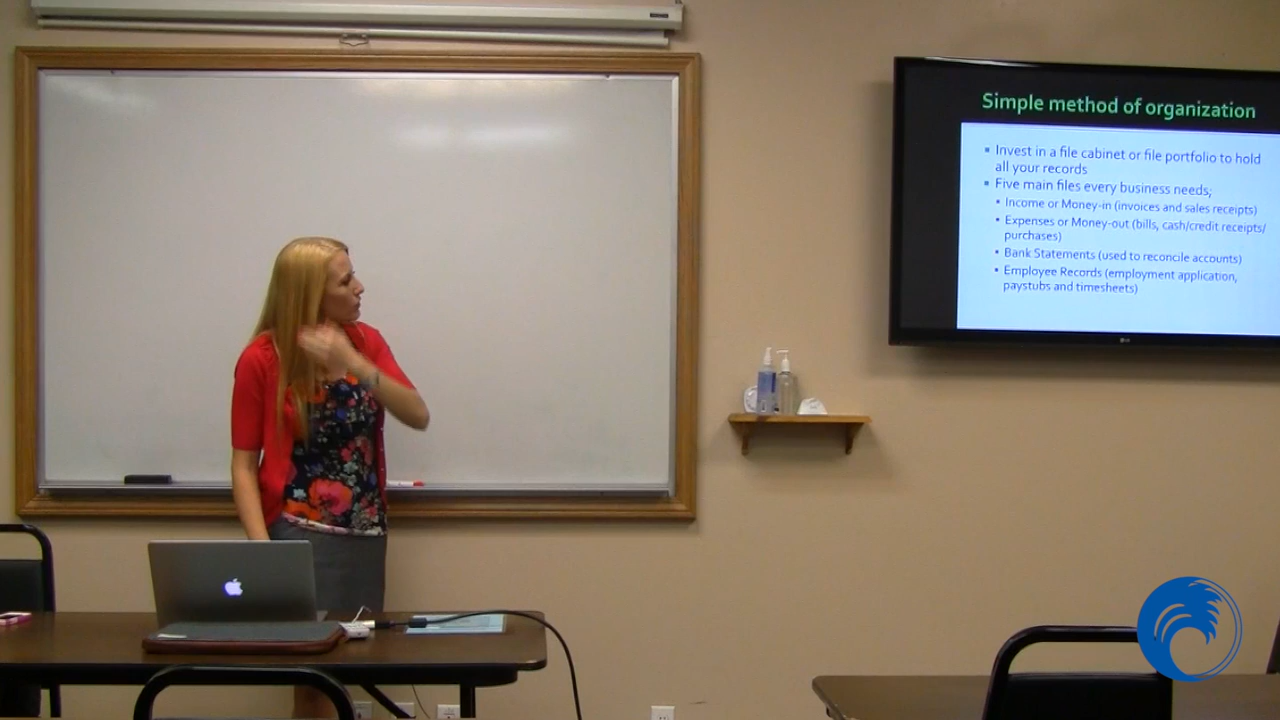 Simple method of organization
Invest in a file cabinet or file portfolio to hold
all your records
Five main files every business needs;
Income or Money-in (invoices and sales receipts)
Expenses or Money-out (bills, cash/credit receipts/
purchases)
Bank Statements (used to reconcile accounts)
Employee Records (employment application,
paystubs and timesheets)
LG